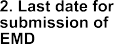 2. Last date for
submission of
EMD